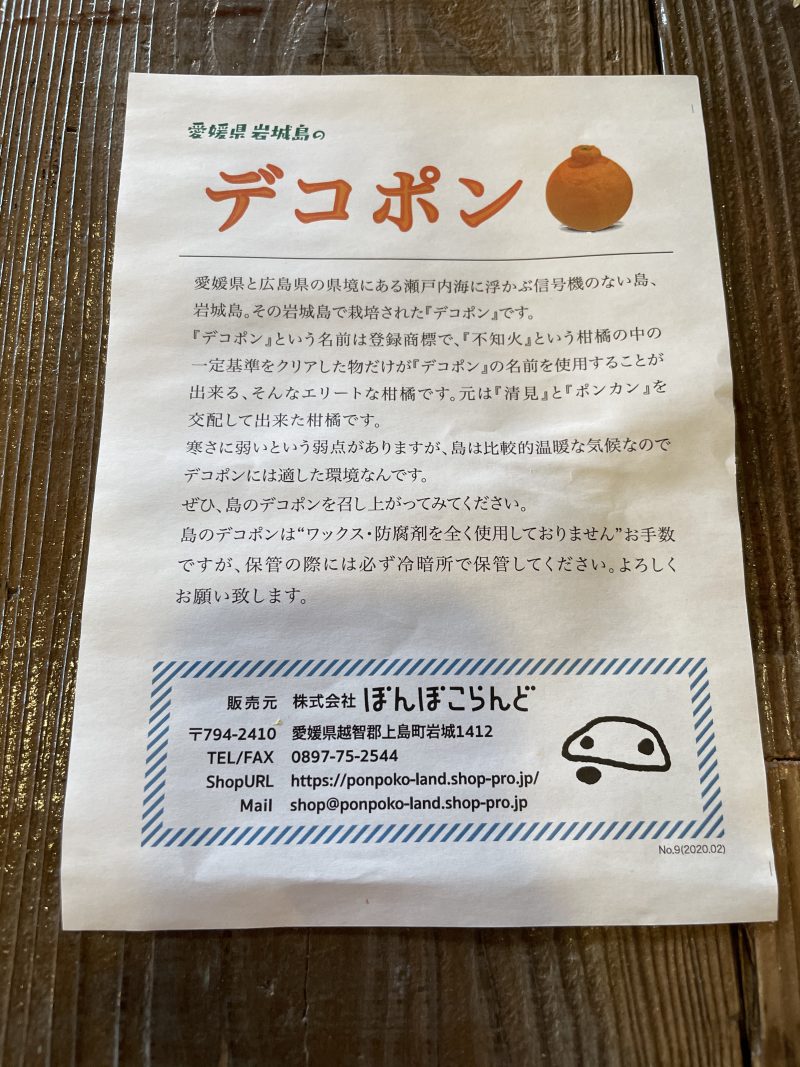 愛媛県岩城島の
デコポン
愛媛県と広島県の県境にある瀬戸内海に浮かぶ信号機のない島、
岩城島。その岩城島で栽培された『デコポン』です。
『デコポン』という名前は登録商標で、『不知火』という柑橘の中の
一定基準をクリアした物だけが『デコポン』の名前を使用することが
出来る、そんなエリートな柑橘です。元は『清見』と『ポンカン』を
交配して出来た柑橘です。
寒さに弱いという弱点がありますが、島は比較的温暖な気候なので
デコポンには適した環境なんです。
ぜひ、島のデコポンを召し上がってみてください。
島のデコポンは“ワックス・防腐剤を全く使用しておりません”お手数
ですが、保管の際には必ず冷暗所で保管してください。よろしく
お願い致します。
販売元 株式会社 ぽんぽこらんど
〒794-2410 愛媛県越智郡上島町岩城1412
TEL/FAX 0897-75-2544
ShopURL https://ponpoko-land.shop-pro.jp/
Mail shop@ponpoko-land.shop-pro.jp
No.9(2020.02)